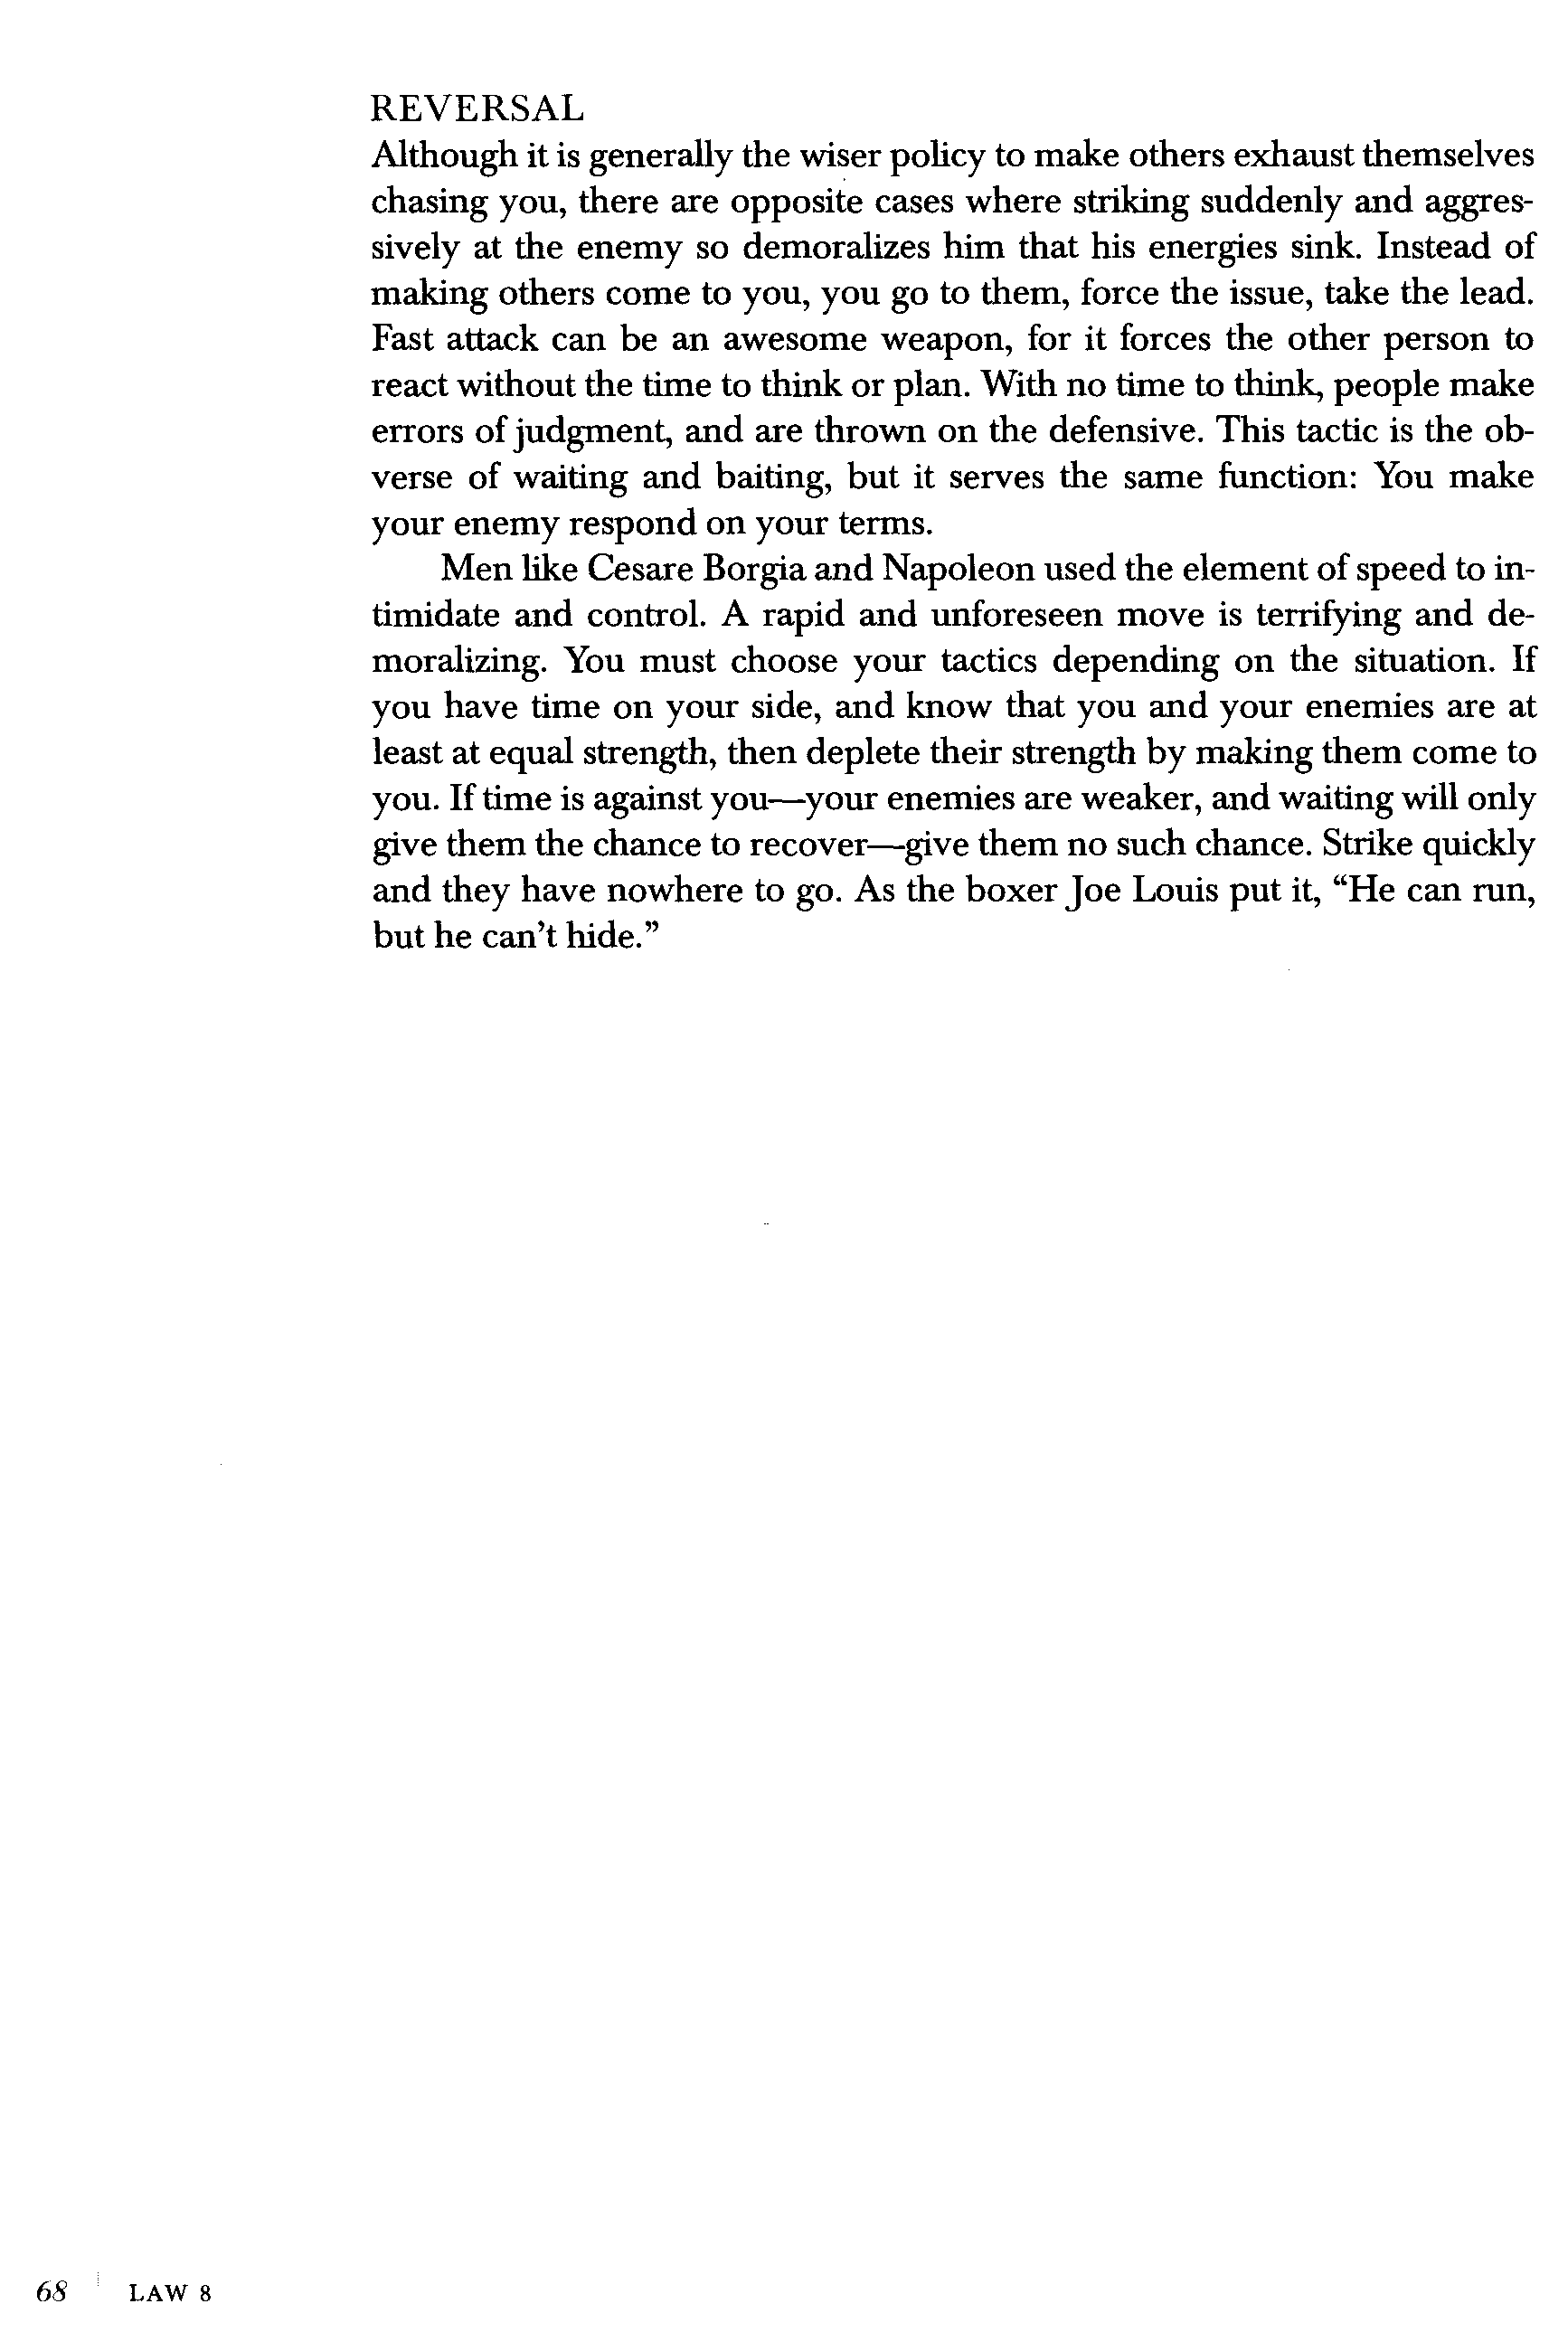 REVERSAL
Although it is generally the wiser policy to make others exhaust themselves
chasing you, there are opposite cases where striking suddenly and aggres-
sively at the enemy so demoralizes him that his energies sink. Instead of
making others come to you, you go to them, force the issue, take the lead.
Fast attack can be an awesome weapon, for it forces the other person to
react without the time to think or plan. With no time to think, people make
errors of judgment, and are thrown on the defensive. This tactic is the ob-
verse of waiting and baiting, but it serves the same function: You make
your enemy respond on your terms.
Men like Cesare Borgia and Napoleon used the element of speed to in-
timidate and control. A rapid and unforeseen move is terrifying and de-
moralizing. You must choose your tactics depending on the situation. If
you have time on your side, and know that you and your enemies are at
least at equal strength, then deplete their strength by making them come to
you. If time is against you—your enemies are weaker, and waiting will only
give them the chance to recover—give them no such chance. Strike quickly
and they have nowhere to go. As the boxer Joe Louis put it, “He can run,
but he can’t hide.”
68 LAW 8